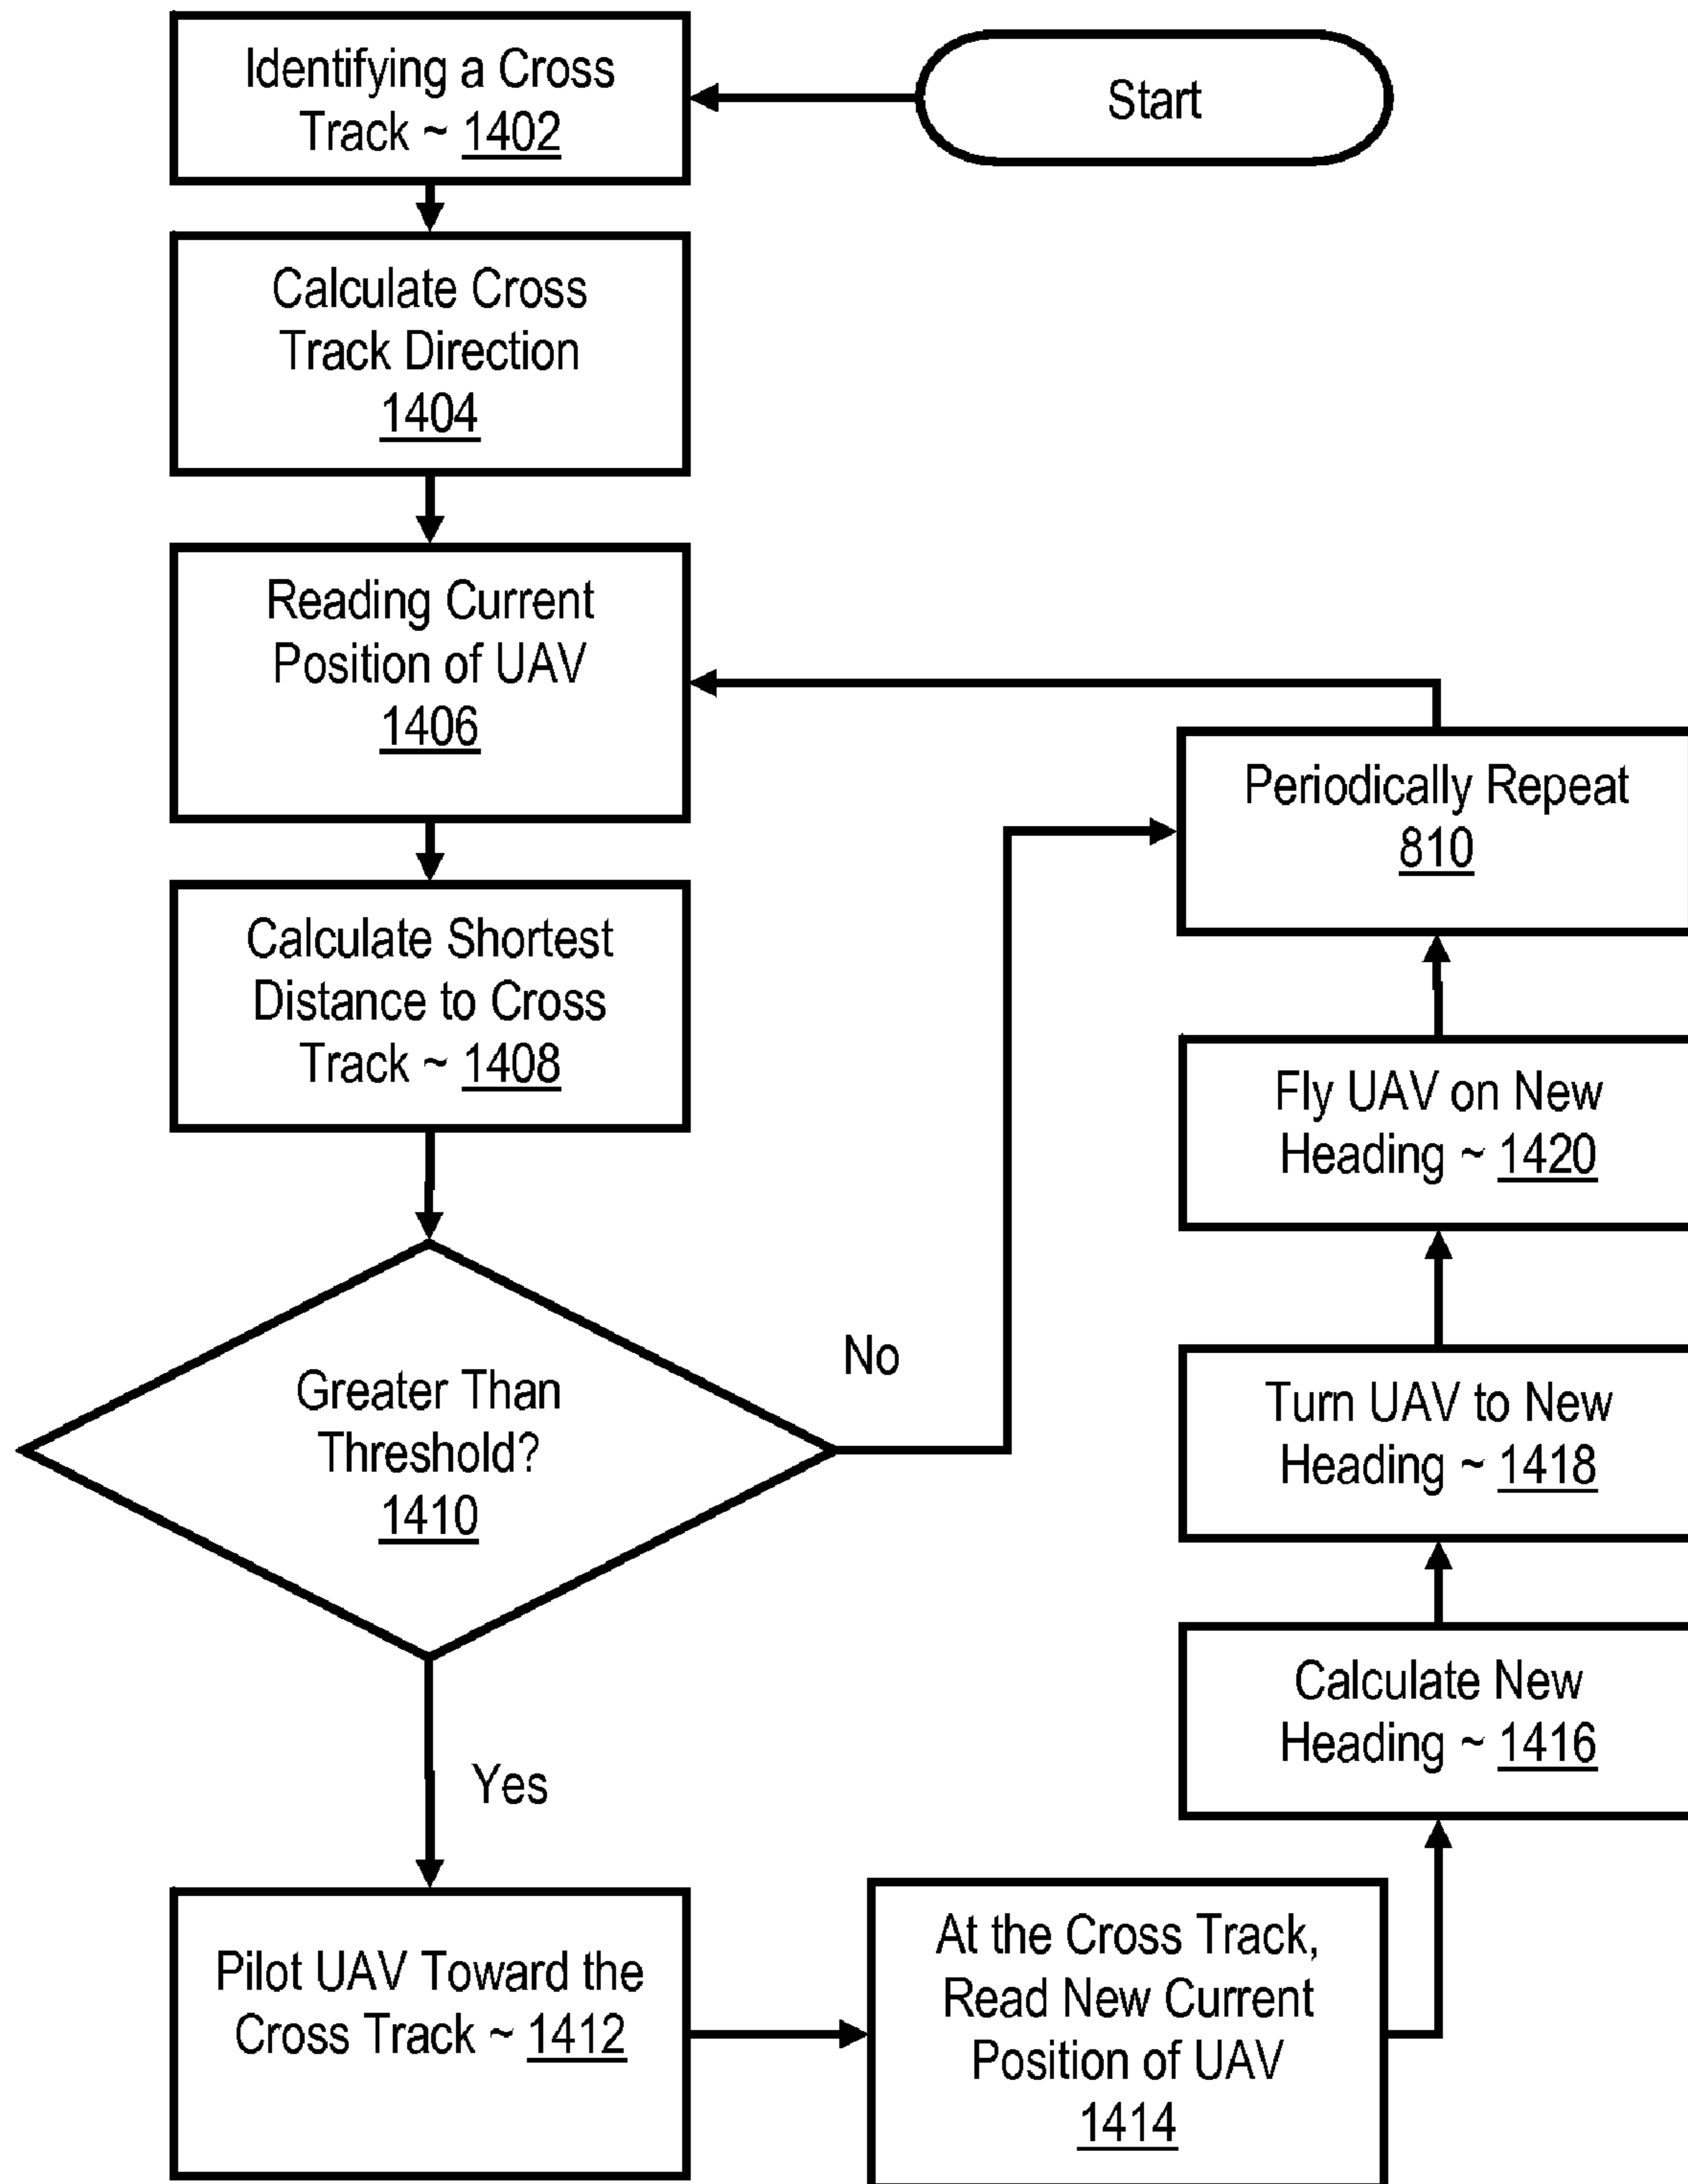 Start
Identifying a Cross
Track ~ 1402
Calculate Cross
Track Direction
1404
Reading Current
Position of UAV
1406
Calculate Shortest
Distance to Cross
Track ~ 1408
Greater Than
Threshold?
1410
No
Yes
Pilot UAV Toward the
Cross Track ~ 1412
At the Cross Track,
Read New Current
Position of UAV
1414
Calculate New
Heading ~ 1416
Turn UAV to New
Heading ~ 1418
Fly UAV on New
Heading ~ 1420
Periodically Repeat
810